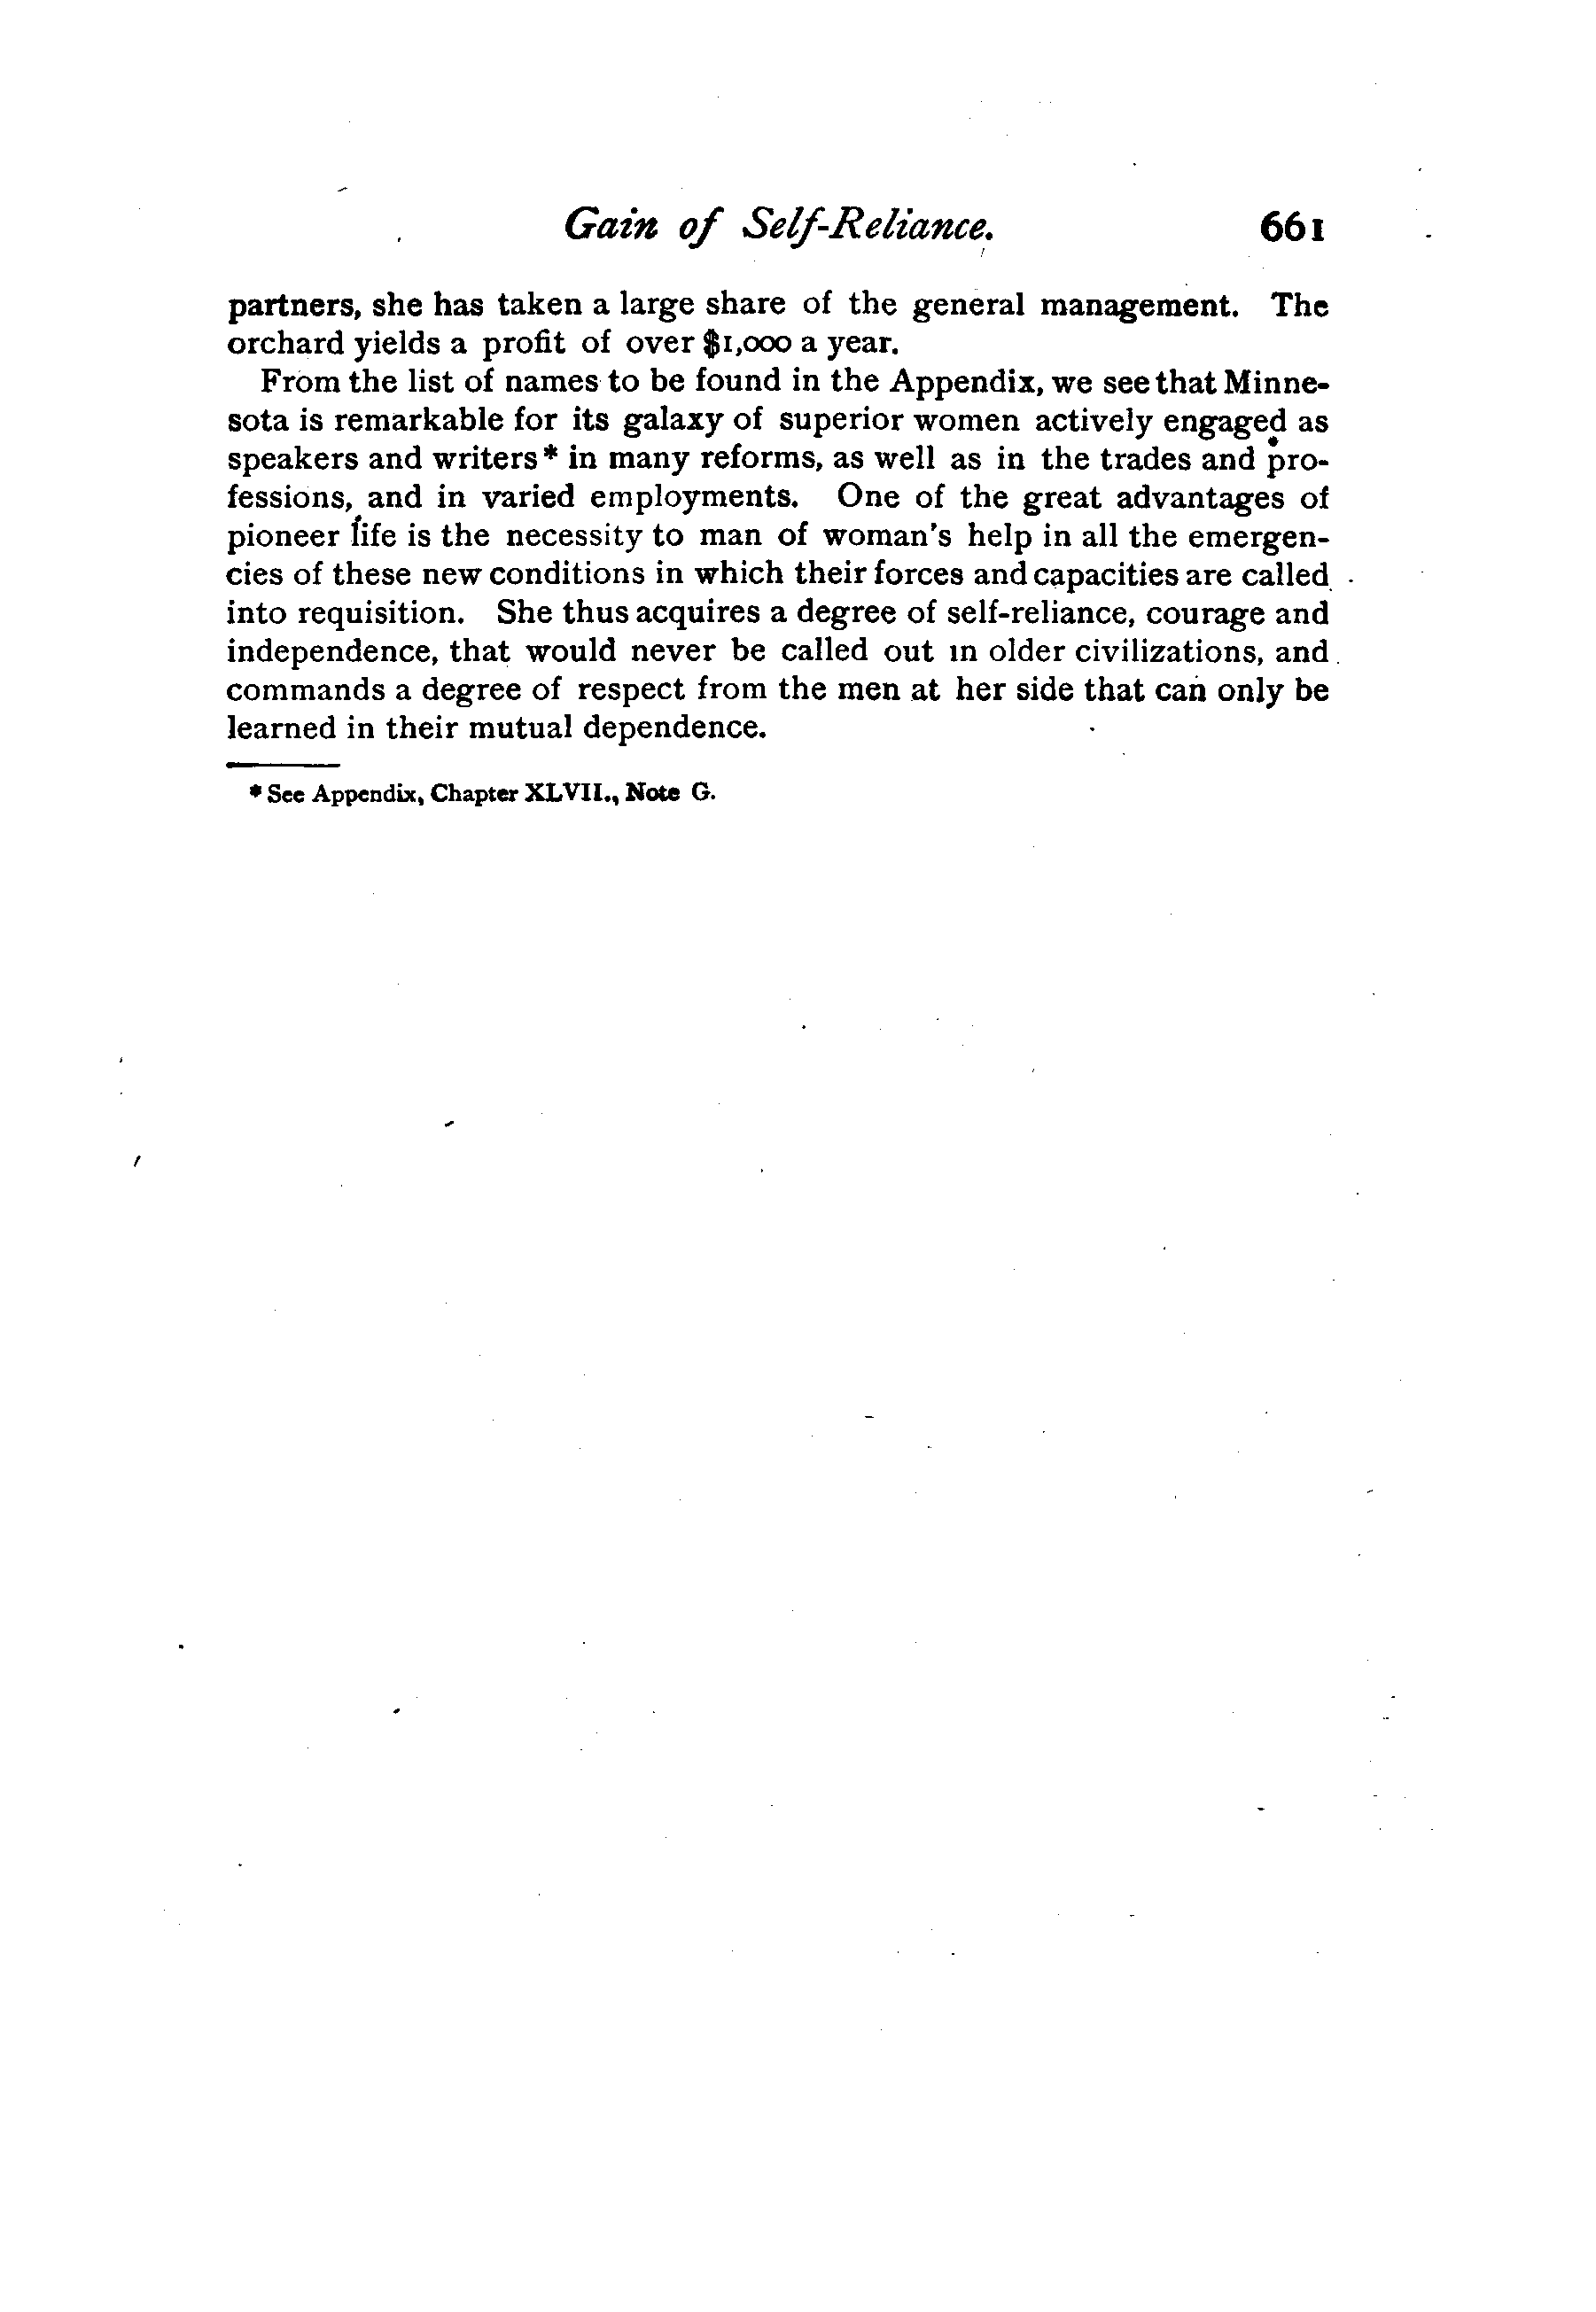 Gain of Self-Reliance. 661
partners, she has taken a large share of the general management. The
orchard yields a profit of over $1,000 a year.
From the list of names to be found in the Appendix, we see that Minne-
sota is remarkable for its galaxy of superior women actively engaged as
speakers and writers* in many reforms, as well as in the trades and pro-
fessions, and in varied employments. One of the great advantages of
pioneer life is the necessity to man of woman's help in all the emergen-
cies of these new conditions in which their forces and capacities are called
into requisition. She thus acquires a degree of self-reliance, courage and
independence, that would never be called out in older civilizations, and
commands a degree of respect from the men at her side that can only be
learned in their mutual dependence.
* See Appendix, Chapter XLVII., Note G.